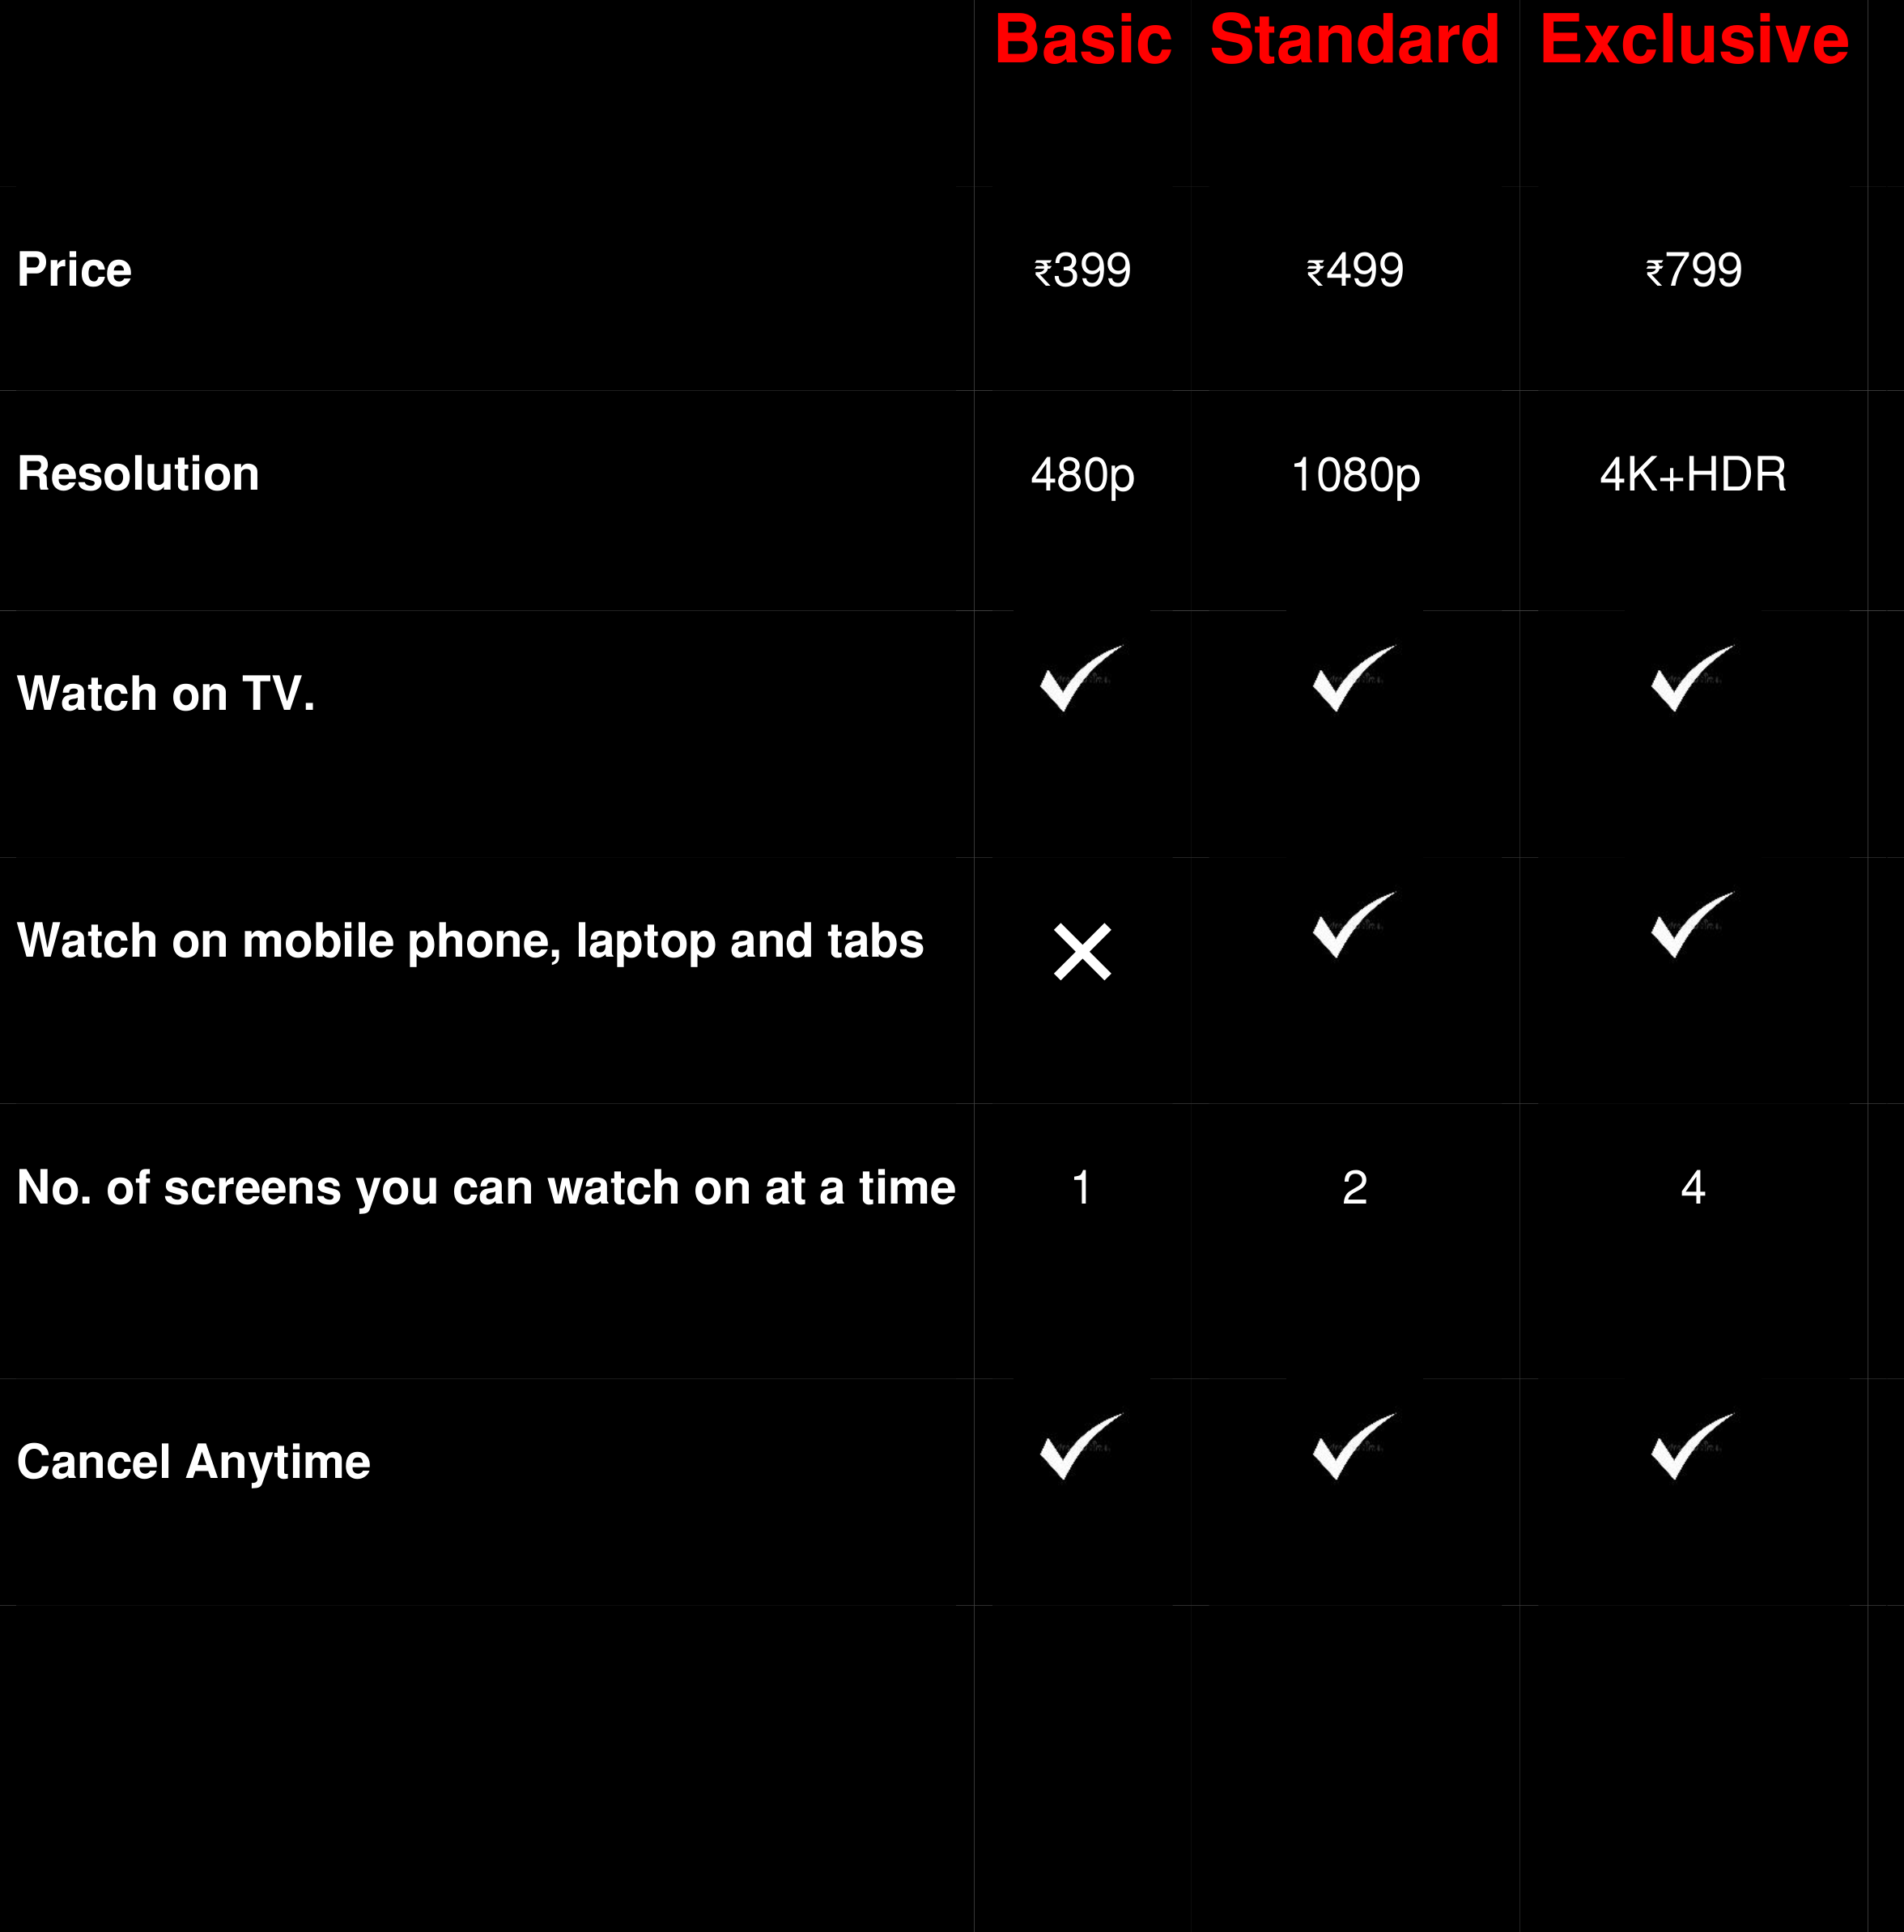 Basic Standard Exclusive
Price ₹399 ₹499 ₹799
Resolution 480p 1080p 4K+HDR
Watch on TV.
Watch on mobile phone, laptop and tabs
No. of screens you can watch on at a time 1 2 4
Cancel Anytime